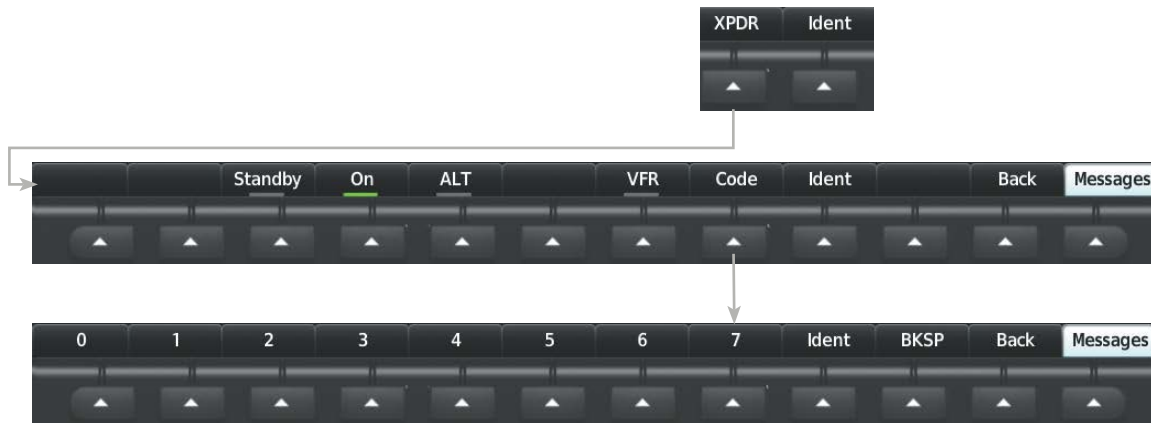 XPDR Ident
Standby On ALT VFR Code Ident Back Messages
0 1 2 3 4 5 6 7 Ident BKSP Back Messages